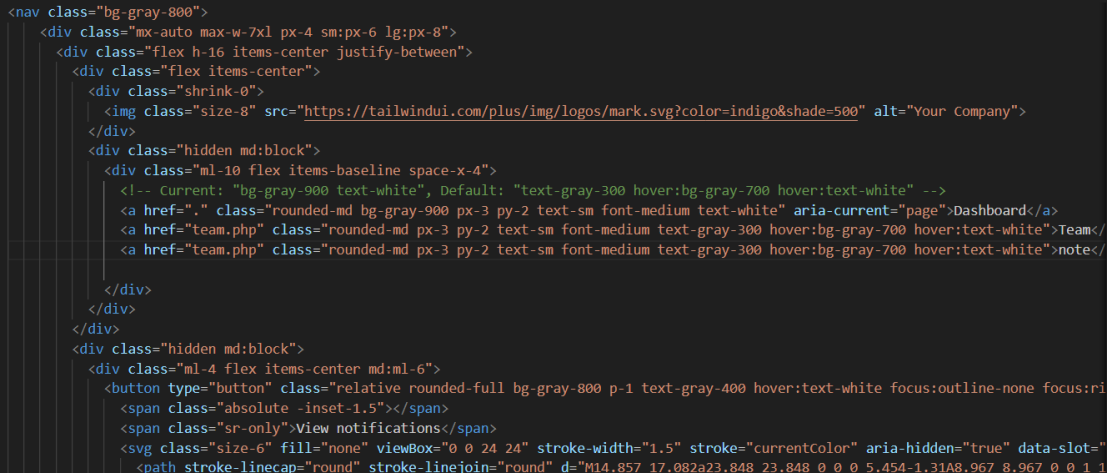 <nav class="bg-gray-800">
<div class="mx-auto max-w-7xl px-4 sm:px-6 lg:px-8">
<div class="flex h-16 items-center justify-between">
<div class="flex items-center">
<div class="shrink-0">
<img class="size-8" src="https://tailwindui.com/plus/img/logos/mark.svg?color=indigo&shade=500" alt="Your Company">
</div>
<div class="hidden md:block">
<div class="ml-10 flex items-baseline space-x-4">
<!-- Current: "bg-gray-900 text-white", Default: "text-gray-300 hover:bg-gray-700 hover:text-white" -->
<a href="." class="rounded-md bg-gray-900 px-3 py-2 text-sm font-medium text-white" aria-current="page">Dashboard</a>
<a href="team.php" class="rounded-md px-3 py-2 text-sm font-medium text-gray-300 hover:bg-gray-700 hover:text-white">Team</
<a href="team.php" class="rounded-md px-3 py-2 text-sm font-medium text-gray-300 hover:bg-gray-700 hover:text-white">note</
</div>
</div>
</div>
<div class="hidden md:block">
<div class="ml-4 flex items-center md:ml-6">
<button type="button" class="relative rounded-full bg-gray-800 p-1 text-gray-400 hover:text-white focus:outline-none focus:ri
<span class="absolute -inset-1.5"></span>
<span class="sr-only">View notifications</span>
<svg class="size-6" fill="none" viewBox="0 0 24 24" stroke-width="1.5" stroke="currentColor" aria-hidden="true" data-slot="
<path stroke-linecap="round" stroke-linejoin="round" d="M14.857 17.082a23.848 23.848 0 0 0 5.454-1.31A8.967 8.967 0 0 1